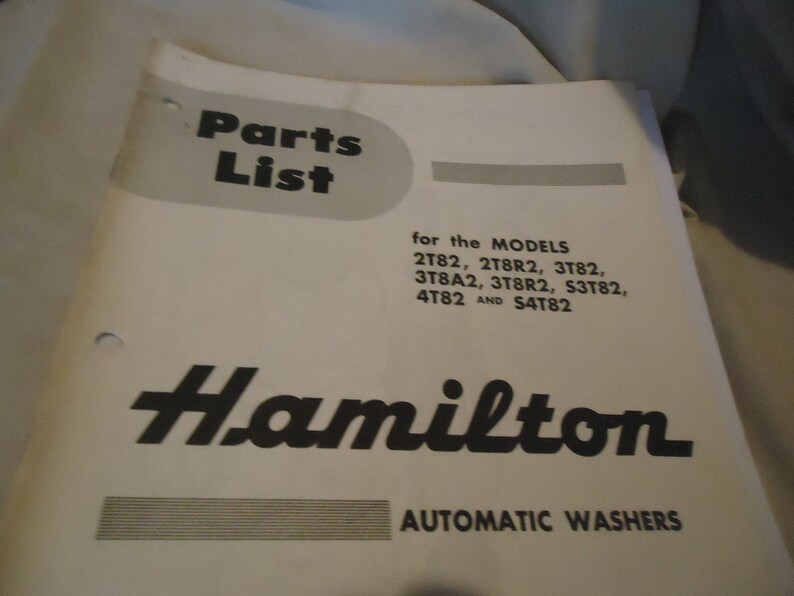 Parts
List
for the MODELS
2T82, 2T8R2, 3T82,
3T8A2, 3T8R2, S3T82,
4T82 AND S4T82
Hamilton
AUTOMATIC WASHERS